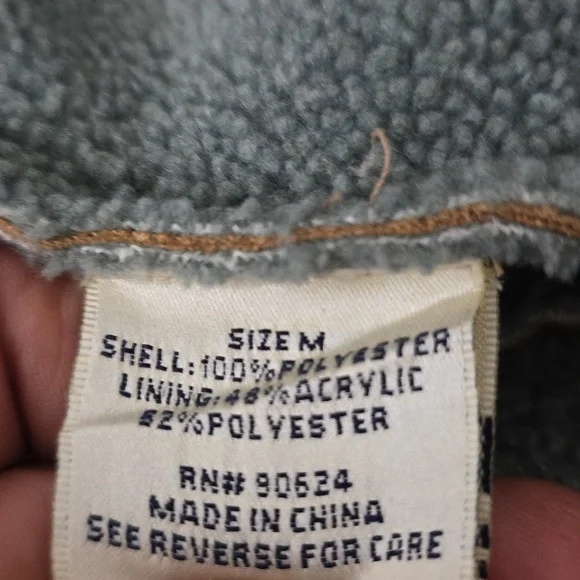 SIZE M
SHELL: 100% POLYESTER
LINING: 48% ACRYLIC
52% POLYESTER
RN# 90624
MADE IN CHINA
SEE REVERSE FOR CARE